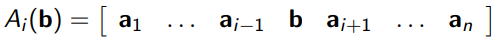 Aᵢ(b) = [ a₁ … aᵢ₋₁ b aᵢ₊₁ … aₙ ]